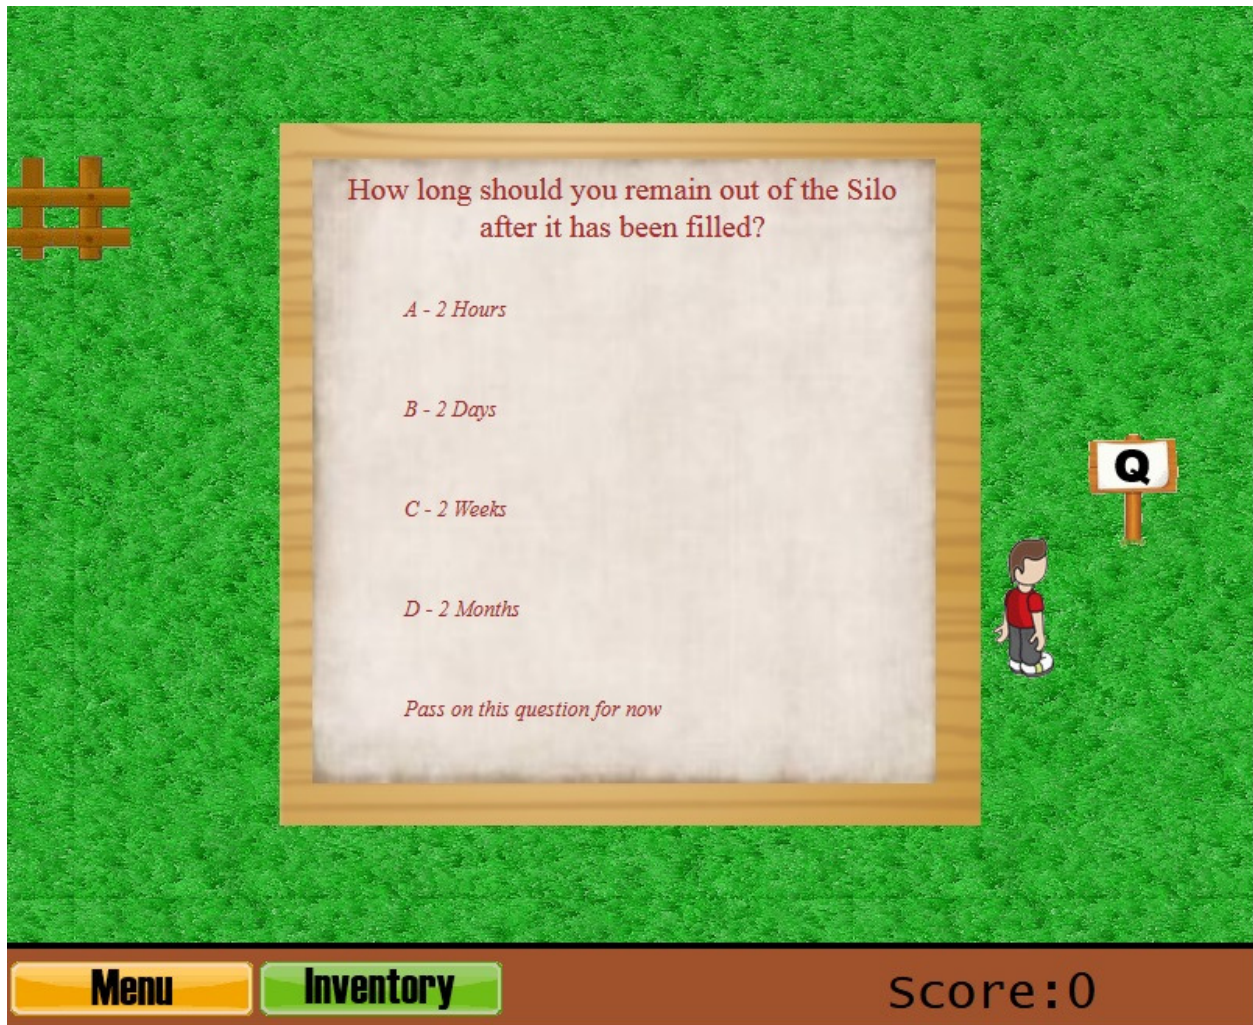 How long should you remain out of the Silo
after it has been filled?
A - 2 Hours
B - 2 Days
C - 2 Weeks
D - 2 Months
Pass on this question for now
Q
Menu
Inventory
Score:0